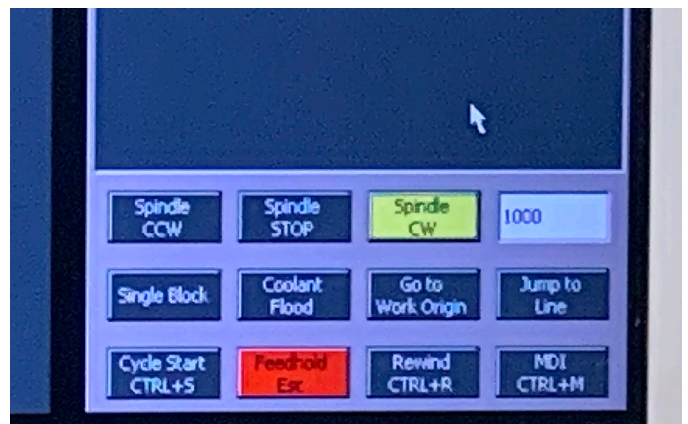 Spindle
CCW
Spindle
STOP
Spindle
CW
1000
Single Block
Coolant
Flood
Go to
Work Origin
Jump to
Line
Cycle Start
CTRL+S
Feedhold
Esc
Rewind
CTRL+R
MDI
CTRL+M